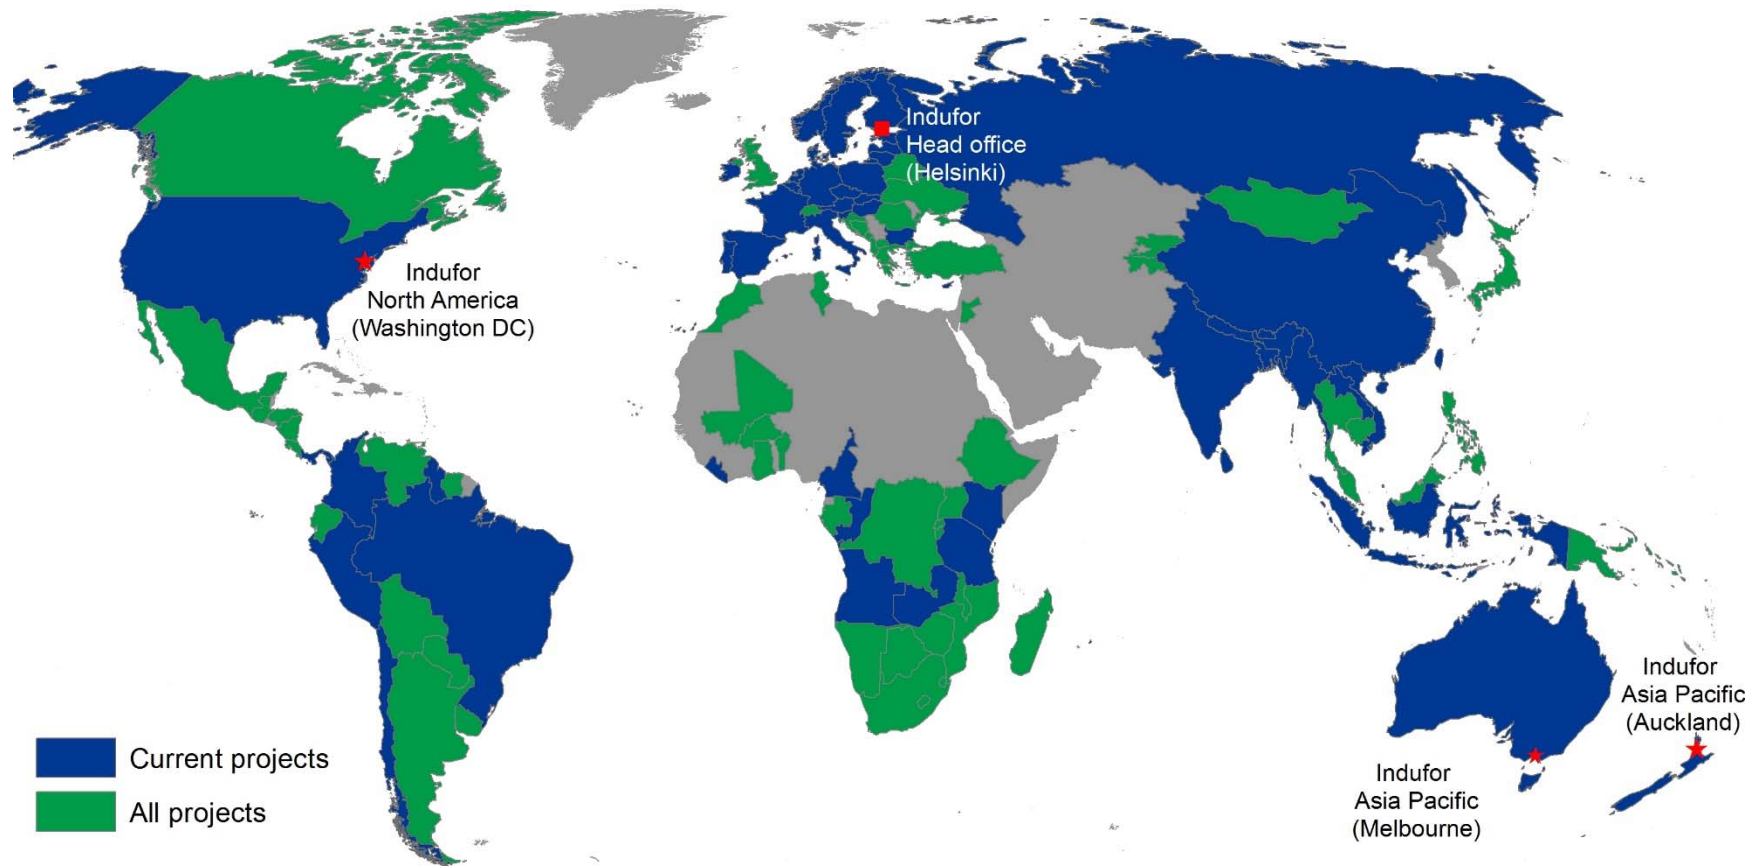 Indufor
Head office
(Helsinki)
Indufor
North America
(Washington DC)
Indufor
Asia Pacific
(Auckland)
Indufor
Asia Pacific
(Melbourne)
Current projects
All projects